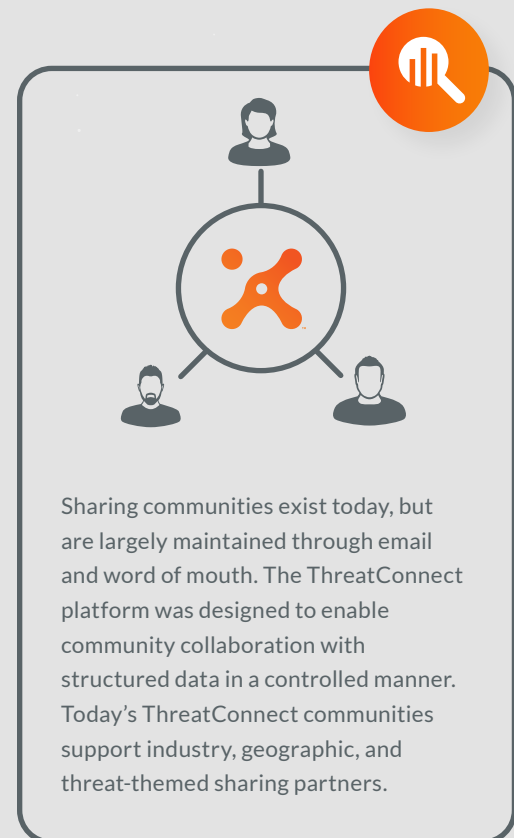 Sharing communities exist today, but
are largely maintained through email
and word of mouth. The ThreatConnect
platform was designed to enable
community collaboration with
structured data in a controlled manner.
Today’s ThreatConnect communities
support industry, geographic, and
threat-themed sharing partners.